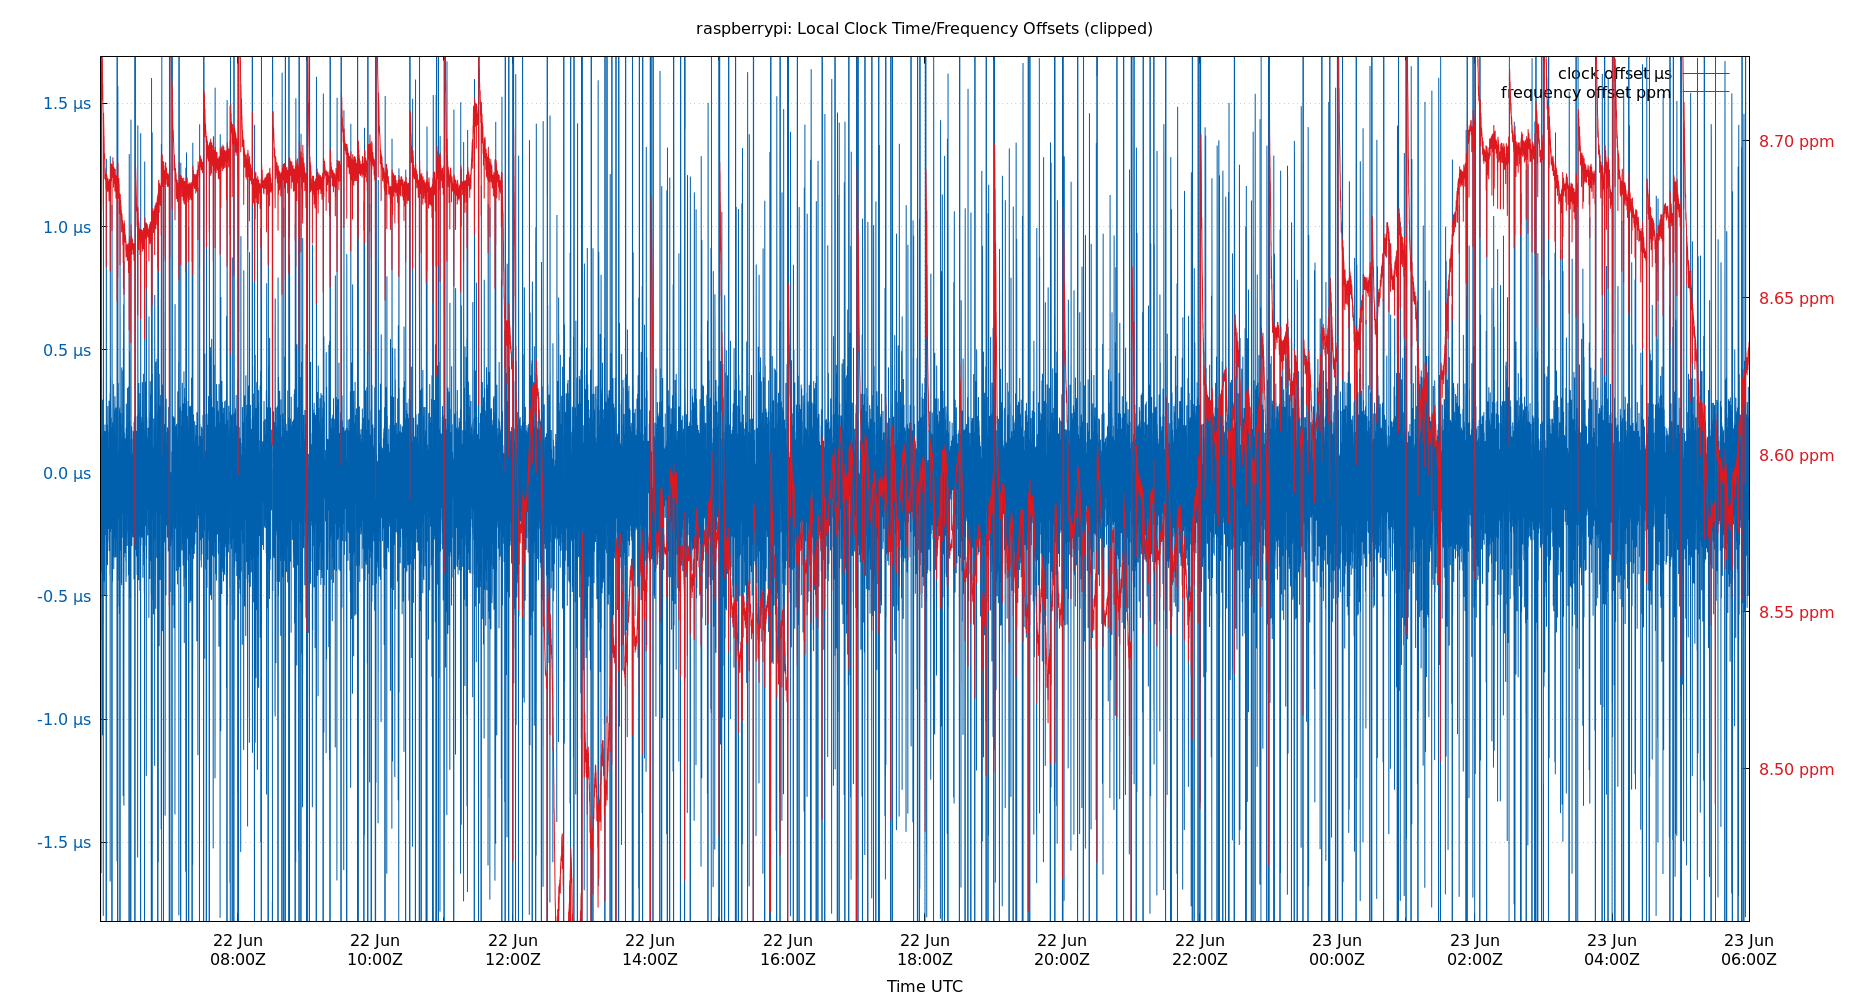 raspberrypi: Local Clock Time/Frequency Offsets (clipped)
clock offset µs
frequency offset ppm
1.5 µs
1.0 µs
0.5 µs
0.0 µs
-0.5 µs
-1.0 µs
-1.5 µs
8.70 ppm
8.65 ppm
8.60 ppm
8.55 ppm
8.50 ppm
22 Jun 22 Jun 22 Jun 22 Jun 22 Jun 22 Jun 22 Jun 22 Jun 23 Jun 23 Jun 23 Jun 23 Jun
08:00Z 10:00Z 12:00Z 14:00Z 16:00Z 18:00Z 20:00Z 22:00Z 00:00Z 02:00Z 04:00Z 06:00Z
Time UTC